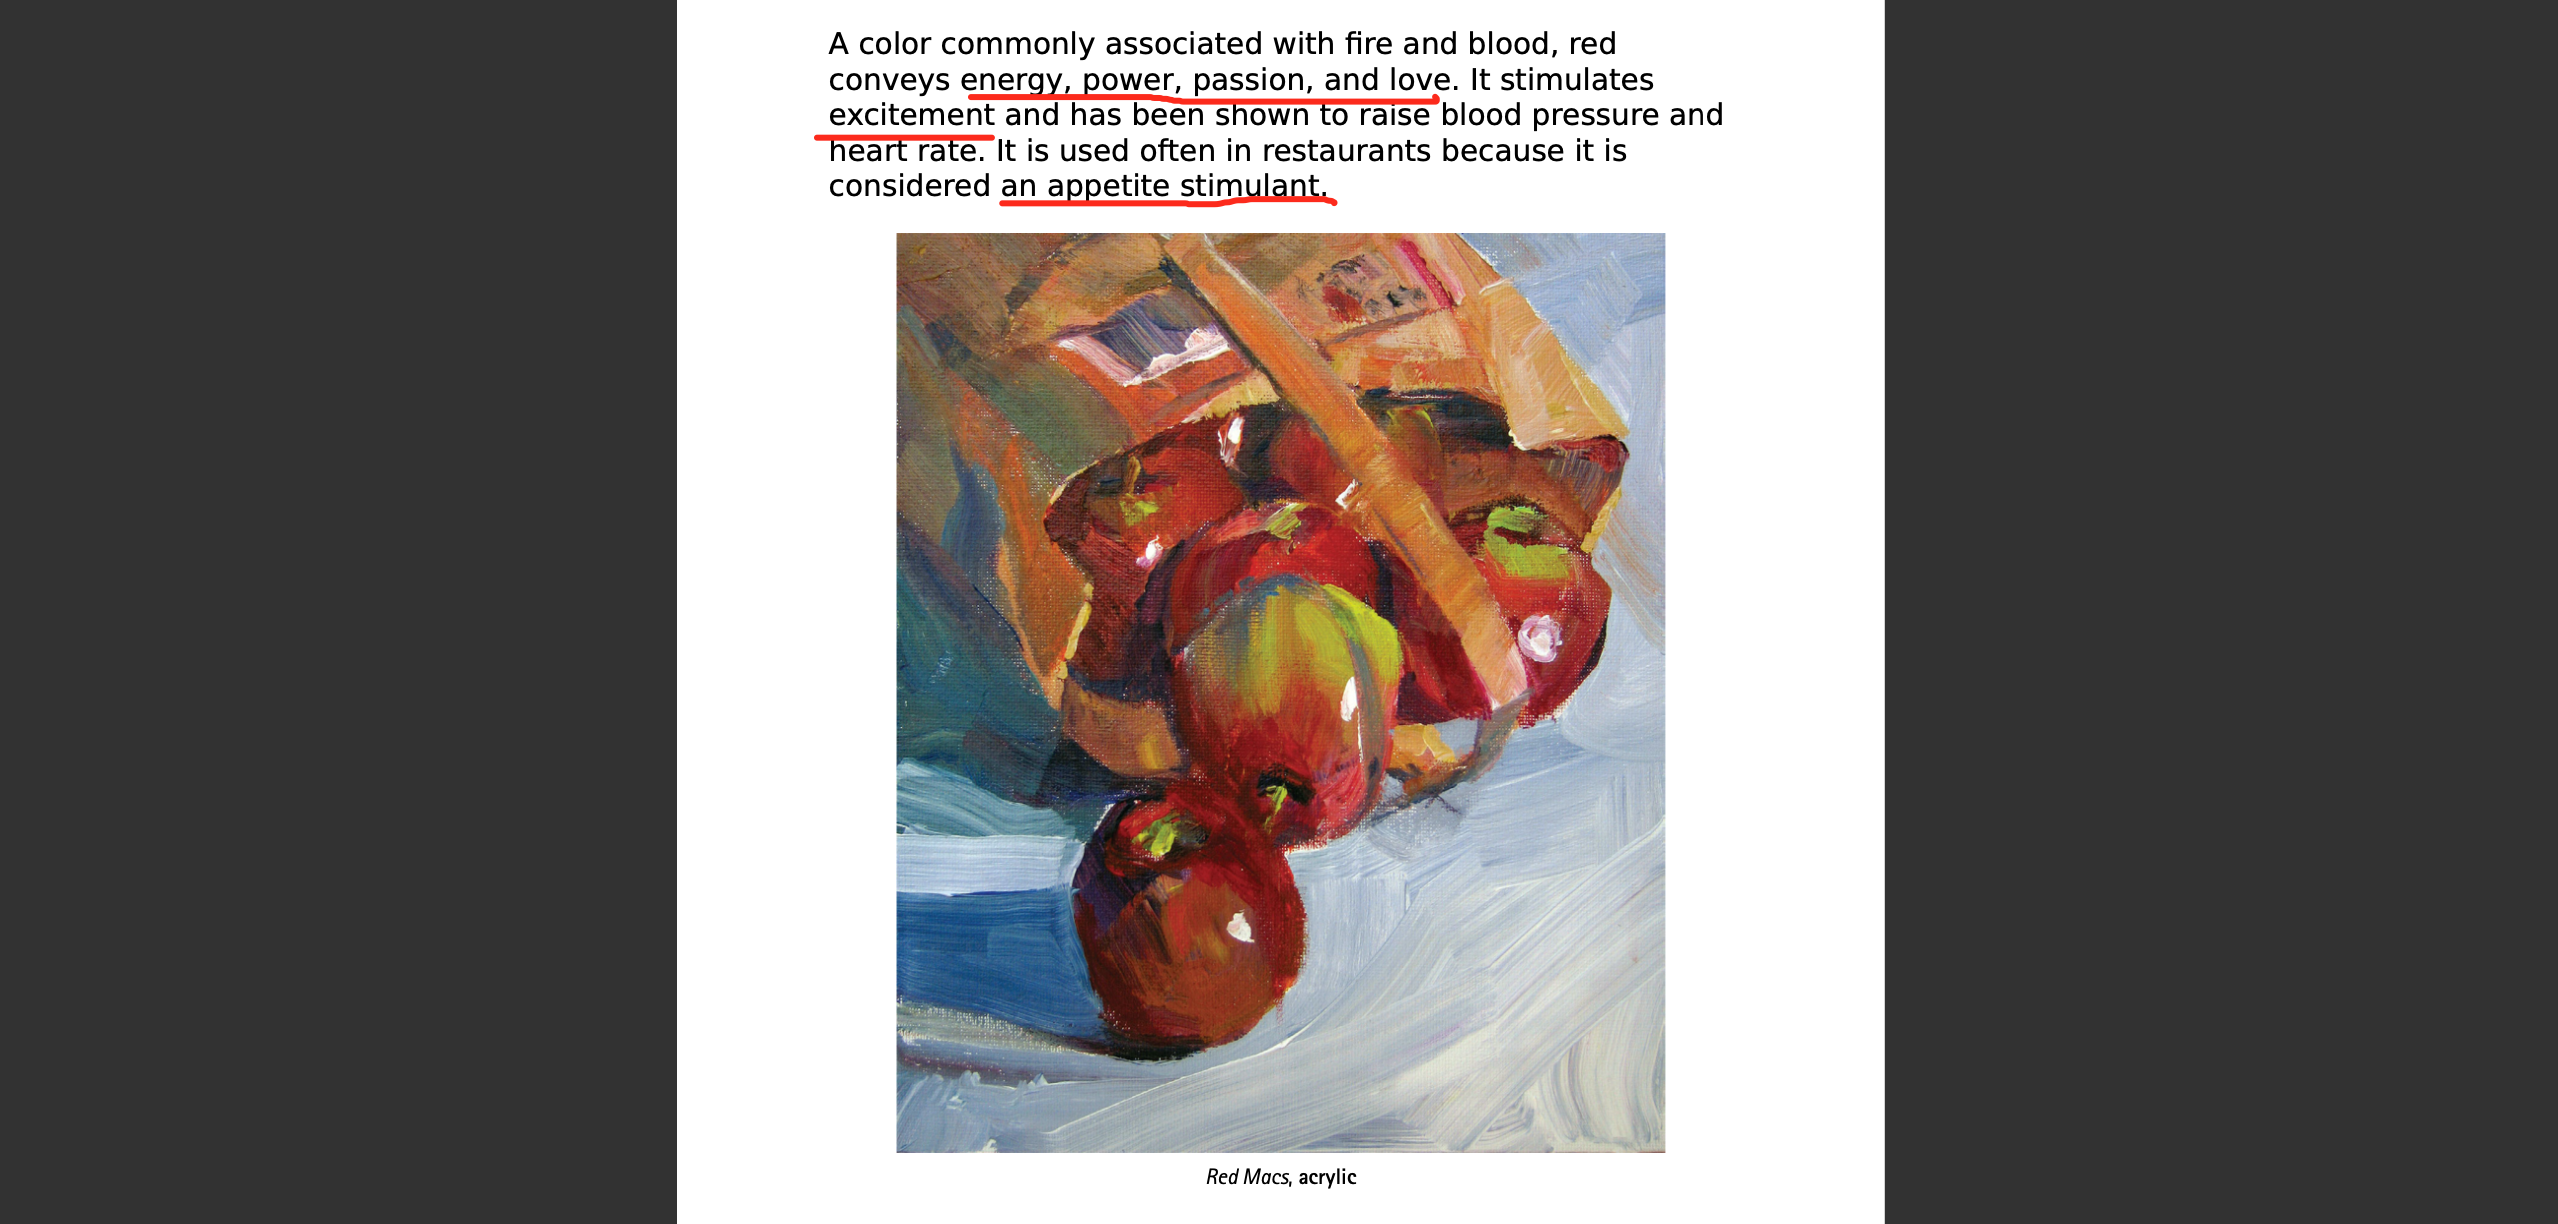 A color commonly associated with fire and blood, red
conveys energy, power, passion, and love. It stimulates
excitement and has been shown to raise blood pressure and
heart rate. It is used often in restaurants because it is
considered an appetite stimulant.
Red Macs, acrylic